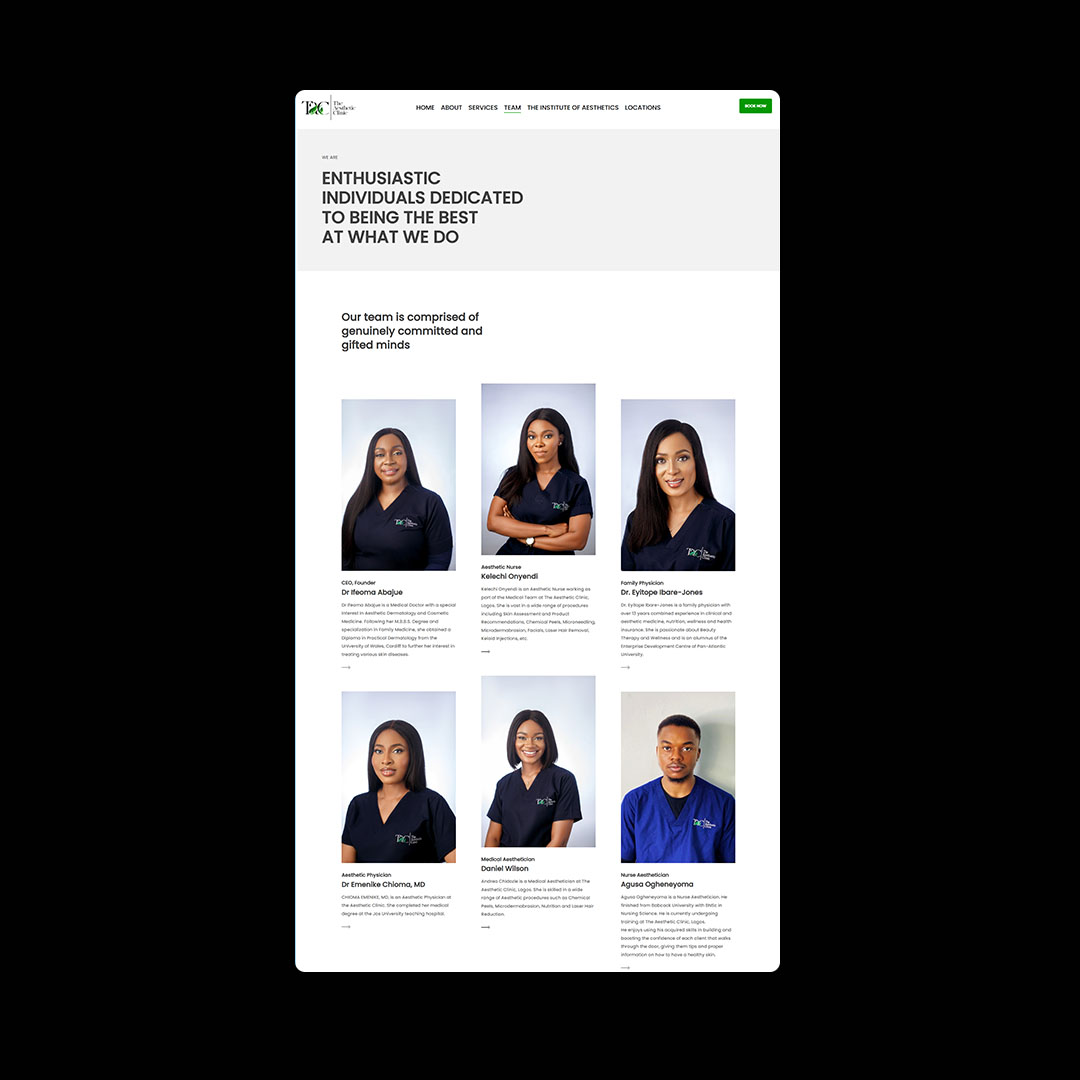 TAC The
Aesthetic
Clinic
HOME ABOUT SERVICES TEAM THE INSTITUTE OF AESTHETICS LOCATIONS
BOOK NOW
WE ARE
ENTHUSIASTIC
INDIVIDUALS DEDICATED
TO BEING THE BEST
AT WHAT WE DO
Our team is comprised of
genuinely committed and
gifted minds
CEO, Founder
Dr Ifeoma Abajue
Dr Ifeoma Abajue is a Medical Doctor with a special
interest in Aesthetic Dermatology and Cosmetic
Medicine. Following her M.B.B.S. Degree and
specialization in Family Medicine, she obtained a
Diploma in Practical Dermatology from the
University of Wales, Cardiff to further her interest in
treating various skin diseases.
Aesthetic Nurse
Kelechi Onyendi
Kelechi Onyendi is an Aesthetic Nurse working as
part of the Medical Team at The Aesthetic Clinic,
Lagos. She is vast in a wide range of procedures
including Skin Assessment and Product
Recommendations, Chemical Peels, Microneedling,
Microdermabrasion, Facials, Laser Hair Removal,
Keloid Injections, etc.
Family Physician
Dr. Eyitope Ibare-Jones
Dr. Eyitope Ibare-Jones is a family physician with
over 13 years combined experience in clinical and
aesthetic medicine, nutrition, wellness and health
insurance. She is passionate about Beauty
Therapy and Wellness and is an alumnus of the
Enterprise Development Centre of Pan-Atlantic
University.
Aesthetic Physician
Dr Emenike Chioma, MD
CHIOMA EMENIKE, MD, is an Aesthetic Physician at
the Aesthetic Clinic. She completed her medical
degree at the Jos University teaching hospital.
Medical Aesthetician
Daniel Wilson
Andrea Chidozie is a Medical Aesthetician at The
Aesthetic Clinic, Lagos. She is skilled in a wide
range of Aesthetic procedures such as Chemical
Peels, Microdermabrasion, Nutrition and Laser Hair
Reduction.
Nurse Aesthetician
Agusa Ogheneyoma
Agusa Ogheneyoma is a Nurse Aesthetician. He
finished from Babcock University with BNSc in
Nursing Science. He is currently undergoing
training at The Aesthetic Clinic, Lagos.
He enjoys using his acquired skills in building and
boosting the confidence of each client that walks
through the door, giving them tips and proper
information on how to have a healthy skin.